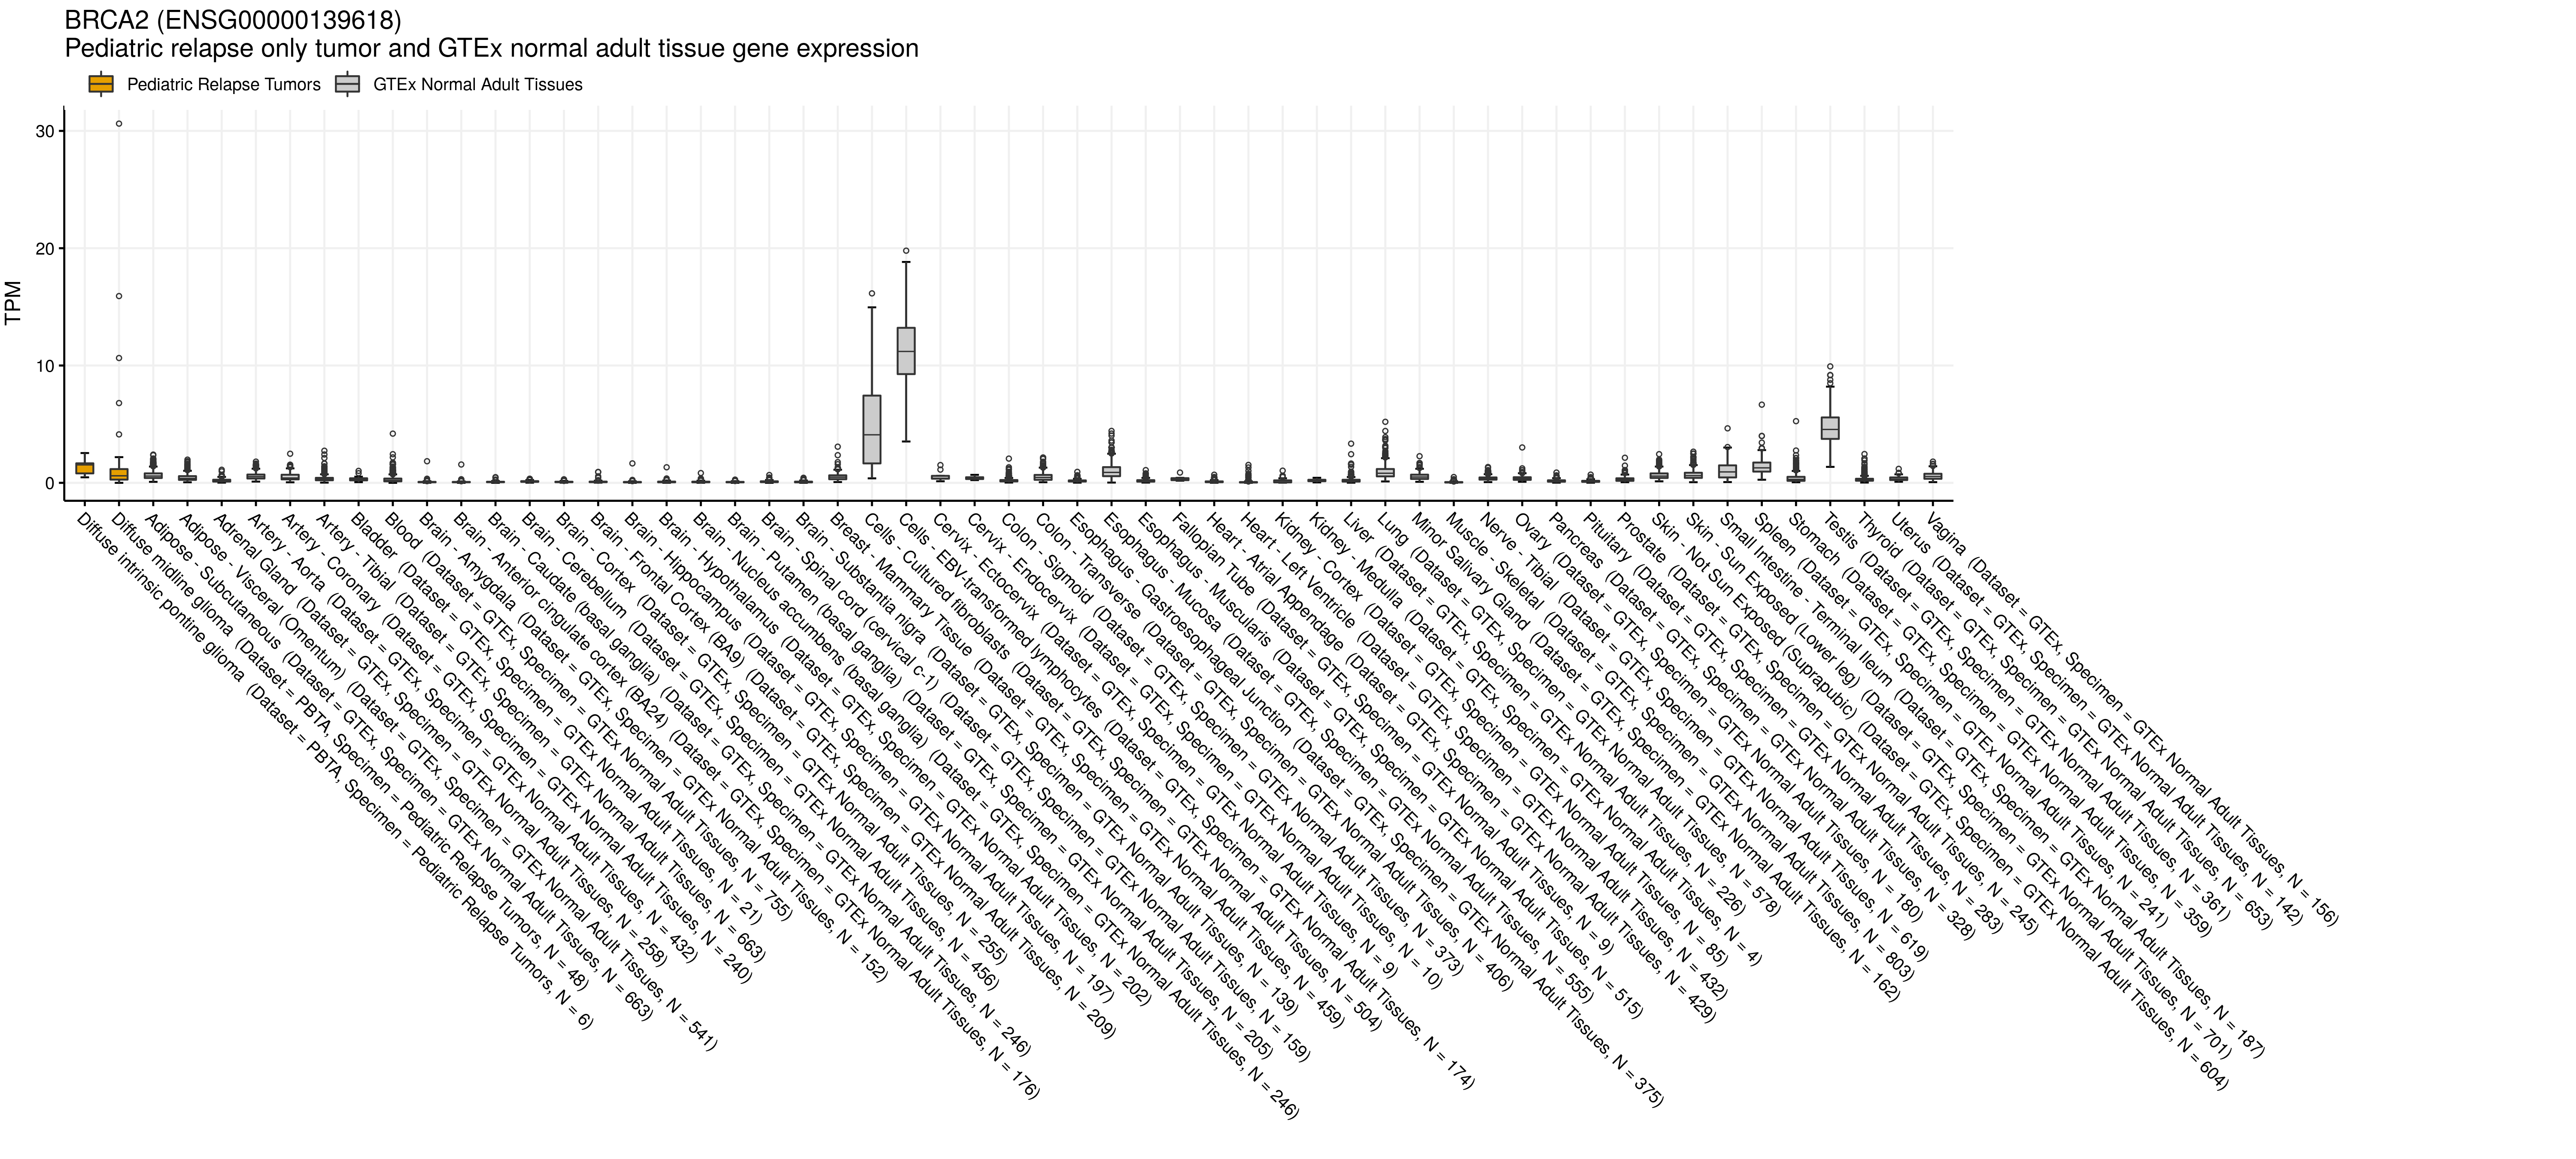 BRCA2 (ENSG00000139618)
Pediatric relapse only tumor and GTEx normal adult tissue gene expression
Pediatric Relapse Tumors
GTEx Normal Adult Tissues
TPM
30
20
10
0
Diffuse intrinsic pontine glioma (Dataset = PBTA, Specimen = Pediatric Relapse Tumors, N = 6)
Diffuse midline glioma (Dataset = PBTA, Specimen = Pediatric Relapse Tumors, N = 48)
Adipose - Subcutaneous (Dataset = GTEx, Specimen = GTEx Normal Adult Tissues, N = 663)
Adipose - Visceral (Omentum) (Dataset = GTEx, Specimen = GTEx Normal Adult Tissues, N = 541)
Adrenal Gland (Dataset = GTEx, Specimen = GTEx Normal Adult Tissues, N = 258)
Artery - Aorta (Dataset = GTEx, Specimen = GTEx Normal Adult Tissues, N = 432)
Artery - Coronary (Dataset = GTEx, Specimen = GTEx Normal Adult Tissues, N = 240)
Artery - Tibial (Dataset = GTEx, Specimen = GTEx Normal Adult Tissues, N = 663)
Bladder (Dataset = GTEx, Specimen = GTEx Normal Adult Tissues, N = 21)
Blood (Dataset = GTEx, Specimen = GTEx Normal Adult Tissues, N = 755)
Brain - Amygdala (Dataset = GTEx, Specimen = GTEx Normal Adult Tissues, N = 152)
Brain - Anterior cingulate cortex (BA24) (Dataset = GTEx, Specimen = GTEx Normal Adult Tissues, N = 176)
Brain - Caudate (basal ganglia) (Dataset = GTEx, Specimen = GTEx Normal Adult Tissues, N = 246)
Brain - Cerebellum (Dataset = GTEx, Specimen = GTEx Normal Adult Tissues, N = 456)
Brain - Cortex (Dataset = GTEx, Specimen = GTEx Normal Adult Tissues, N = 255)
Brain - Frontal Cortex (BA9) (Dataset = GTEx, Specimen = GTEx Normal Adult Tissues, N = 209)
Brain - Hippocampus (Dataset = GTEx, Specimen = GTEx Normal Adult Tissues, N = 197)
Brain - Hypothalamus (Dataset = GTEx, Specimen = GTEx Normal Adult Tissues, N = 202)
Brain - Nucleus accumbens (basal ganglia) (Dataset = GTEx, Specimen = GTEx Normal Adult Tissues, N = 246)
Brain - Putamen (basal ganglia) (Dataset = GTEx, Specimen = GTEx Normal Adult Tissues, N = 205)
Brain - Spinal cord (cervical c-1) (Dataset = GTEx, Specimen = GTEx Normal Adult Tissues, N = 159)
Brain - Substantia nigra (Dataset = GTEx, Specimen = GTEx Normal Adult Tissues, N = 139)
Breast - Mammary Tissue (Dataset = GTEx, Specimen = GTEx Normal Adult Tissues, N = 459)
Cells - Cultured fibroblasts (Dataset = GTEx, Specimen = GTEx Normal Adult Tissues, N = 504)
Cells - EBV-transformed lymphocytes (Dataset = GTEx, Specimen = GTEx Normal Adult Tissues, N = 174)
Cervix - Ectocervix (Dataset = GTEx, Specimen = GTEx Normal Adult Tissues, N = 9)
Cervix - Endocervix (Dataset = GTEx, Specimen = GTEx Normal Adult Tissues, N = 10)
Colon - Sigmoid (Dataset = GTEx, Specimen = GTEx Normal Adult Tissues, N = 373)
Colon - Transverse (Dataset = GTEx, Specimen = GTEx Normal Adult Tissues, N = 406)
Esophagus - Gastroesophageal Junction (Dataset = GTEx, Specimen = GTEx Normal Adult Tissues, N = 375)
Esophagus - Mucosa (Dataset = GTEx, Specimen = GTEx Normal Adult Tissues, N = 555)
Esophagus - Muscularis (Dataset = GTEx, Specimen = GTEx Normal Adult Tissues, N = 515)
Fallopian Tube (Dataset = GTEx, Specimen = GTEx Normal Adult Tissues, N = 9)
Heart - Atrial Appendage (Dataset = GTEx, Specimen = GTEx Normal Adult Tissues, N = 429)
Heart - Left Ventricle (Dataset = GTEx, Specimen = GTEx Normal Adult Tissues, N = 432)
Kidney - Cortex (Dataset = GTEx, Specimen = GTEx Normal Adult Tissues, N = 85)
Kidney - Medulla (Dataset = GTEx, Specimen = GTEx Normal Adult Tissues, N = 4)
Liver (Dataset = GTEx, Specimen = GTEx Normal Adult Tissues, N = 226)
Lung (Dataset = GTEx, Specimen = GTEx Normal Adult Tissues, N = 578)
Minor Salivary Gland (Dataset = GTEx, Specimen = GTEx Normal Adult Tissues, N = 162)
Muscle - Skeletal (Dataset = GTEx, Specimen = GTEx Normal Adult Tissues, N = 803)
Nerve - Tibial (Dataset = GTEx, Specimen = GTEx Normal Adult Tissues, N = 619)
Ovary (Dataset = GTEx, Specimen = GTEx Normal Adult Tissues, N = 180)
Pancreas (Dataset = GTEx, Specimen = GTEx Normal Adult Tissues, N = 328)
Pituitary (Dataset = GTEx, Specimen = GTEx Normal Adult Tissues, N = 283)
Prostate (Dataset = GTEx, Specimen = GTEx Normal Adult Tissues, N = 245)
Skin - Not Sun Exposed (Suprapubic) (Dataset = GTEx, Specimen = GTEx Normal Adult Tissues, N = 604)
Skin - Sun Exposed (Lower leg) (Dataset = GTEx, Specimen = GTEx Normal Adult Tissues, N = 701)
Small Intestine - Terminal Ileum (Dataset = GTEx, Specimen = GTEx Normal Adult Tissues, N = 187)
Spleen (Dataset = GTEx, Specimen = GTEx Normal Adult Tissues, N = 241)
Stomach (Dataset = GTEx, Specimen = GTEx Normal Adult Tissues, N = 359)
Testis (Dataset = GTEx, Specimen = GTEx Normal Adult Tissues, N = 361)
Thyroid (Dataset = GTEx, Specimen = GTEx Normal Adult Tissues, N = 653)
Uterus (Dataset = GTEx, Specimen = GTEx Normal Adult Tissues, N = 142)
Vagina (Dataset = GTEx, Specimen = GTEx Normal Adult Tissues, N = 156)